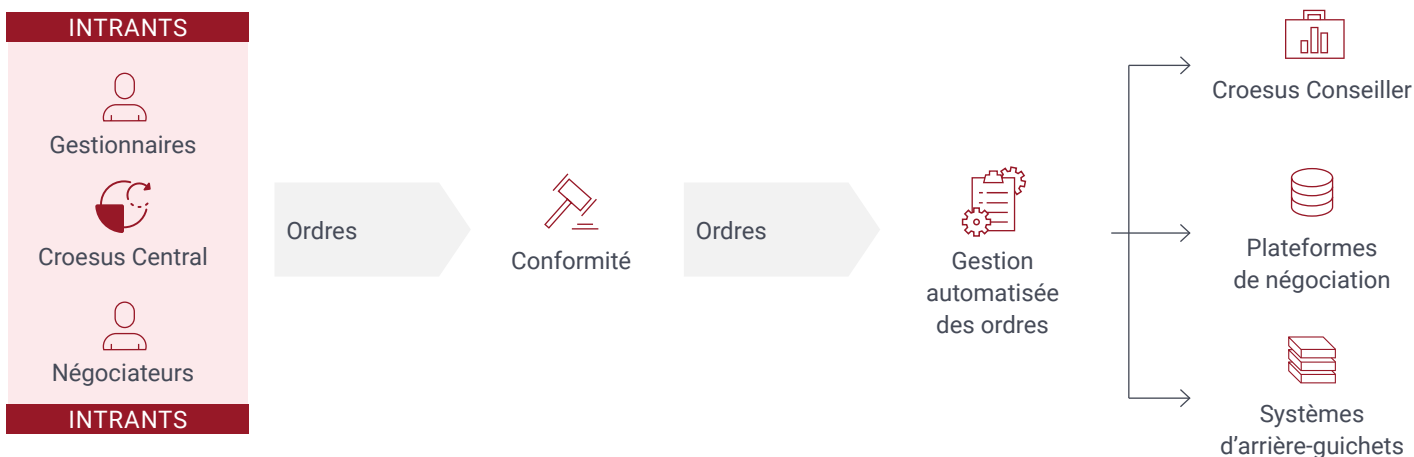 INTRANTS
Gestionnaires
Croesus Central
Négociateurs
INTRANTS
Ordres
Conformité
Ordres
Gestion
automatisée
des ordres
Croesus Conseiller
Plateformes
de négociation
Systèmes
d'arrière-guichets